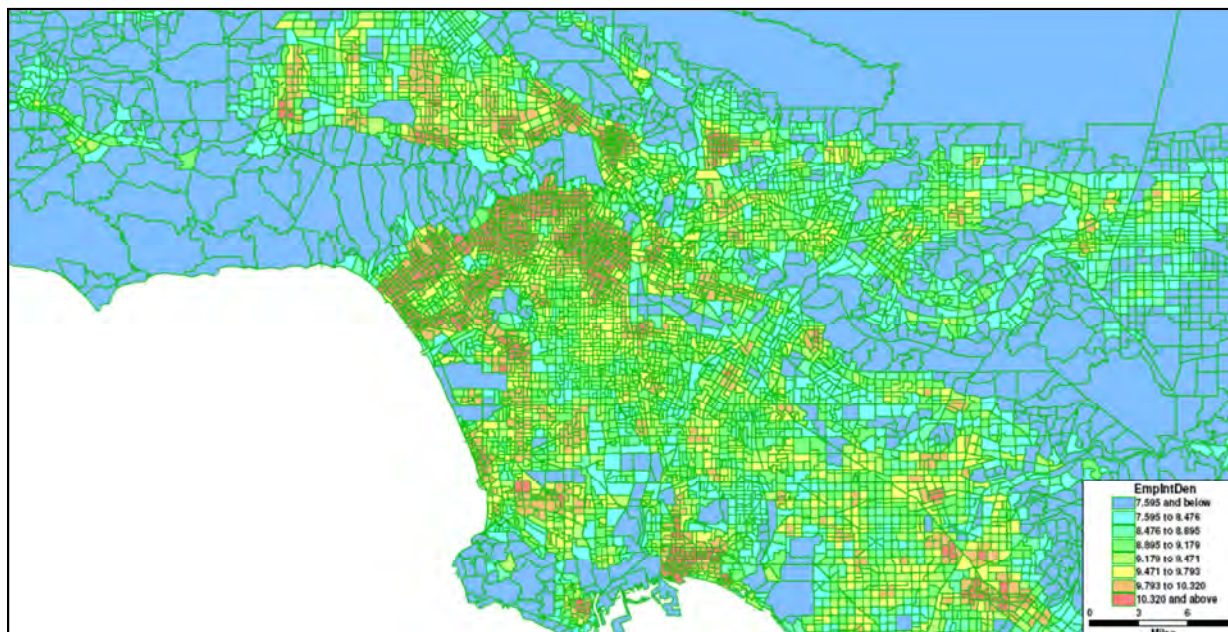 EmpIntDen
7.595 and below
7.595 to 8.476
8.476 to 8.895
8.895 to 9.179
9.179 to 9.471
9.471 to 9.793
9.793 to 10.320
10.320 and above
0 3 6
Miles